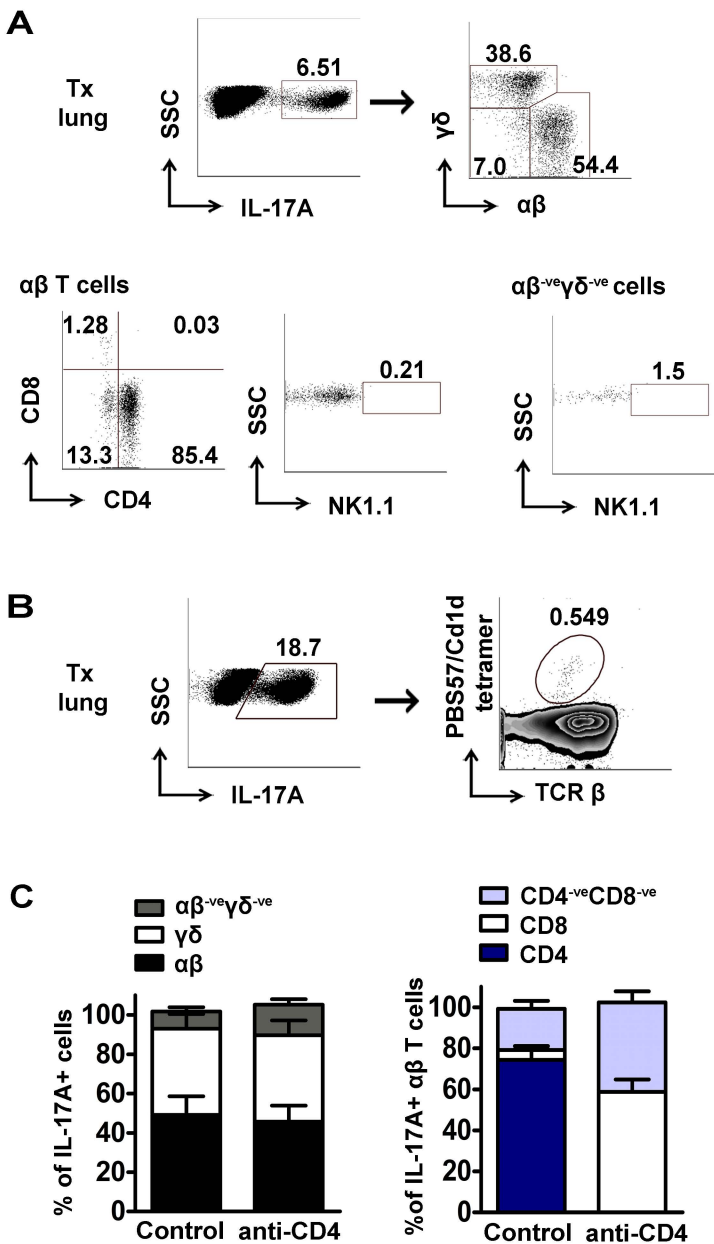 A
Tx
lung
SSC
6.51
IL-17A
γδ
38.6
7.0
54.4
αβ
αβ T cells
CD8
1.28
0.03
13.3
85.4
CD4
SSC
0.21
NK1.1
αβ-veγδ-ve cells
SSC
1.5
NK1.1
B
Tx
lung
SSC
18.7
IL-17A
PBS57/Cd1d
tetramer
0.549
TCR β
C
αβ-veγδ-ve
γδ
αβ
% of IL-17A+ cells
100
80
60
40
20
0
Control
anti-CD4
CD4-veCD8-ve
CD8
CD4
%of IL-17A+ αβ T cells
100
80
60
40
20
0
Control
anti-CD4